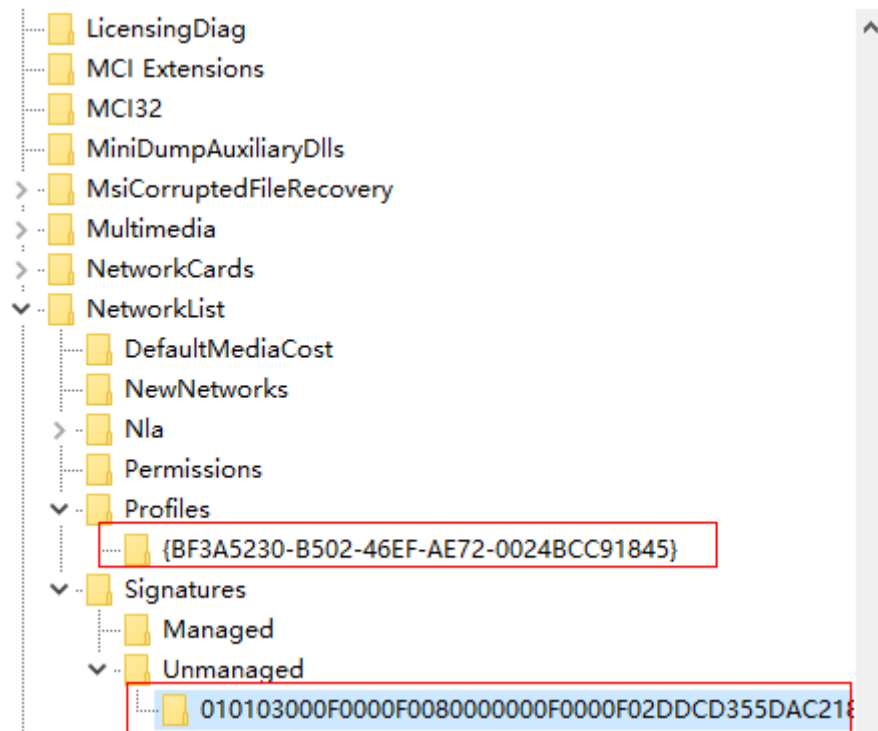 LicensingDiag
MCI Extensions
MCI32
MiniDumpAuxiliaryDlls
MsiCorruptedFileRecovery
Multimedia
NetworkCards
NetworkList
DefaultMediaCost
NewNetworks
Nla
Permissions
Profiles
{BF3A5230-B502-46EF-AE72-0024BCC91845}
Signatures
Managed
Unmanaged
010103000F0000F0080000000F0000F02DDCD355DAC218